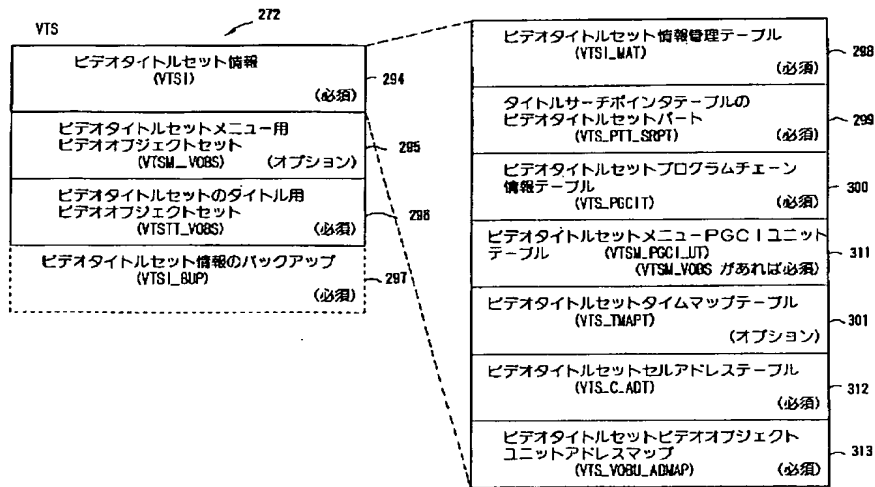 VTS
272
ビデオタイトルセット情報
(VTSI)
(必須)
294
ビデオタイトルセットメニュー用
ビデオオブジェクトセット
(VTSM_VOBS) (オプション)
295
ビデオタイトルセットのタイトル用
ビデオオブジェクトセット
(VTSTT_VOBS) (必須)
296
ビデオタイトルセット情報のバックアップ
(VTSI_BUP)
(必須)
297
ビデオタイトルセット情報管理テーブル
(VTSI_MAT)
(必須)
298
タイトルサーチポインタテーブルの
ビデオタイトルセットパート
(VTS_PTT_SRPT) (必須)
299
ビデオタイトルセットプログラムチェーン
情報テーブル
(VTS_PGCIT) (必須)
300
ビデオタイトルセットメニューPGCIユニット
テーブル (VTSM_PGCI_UT)
(VTSM_VOBS があれば必須)
311
ビデオタイトルセットタイムマップテーブル
(VTS_TMAPT)
(オプション)
301
ビデオタイトルセットセルアドレステーブル
(VTS_C_ADT)
(必須)
312
ビデオタイトルセットビデオオブジェクト
ユニットアドレスマップ
(VTS_VOBU_ADMAP) (必須)
313